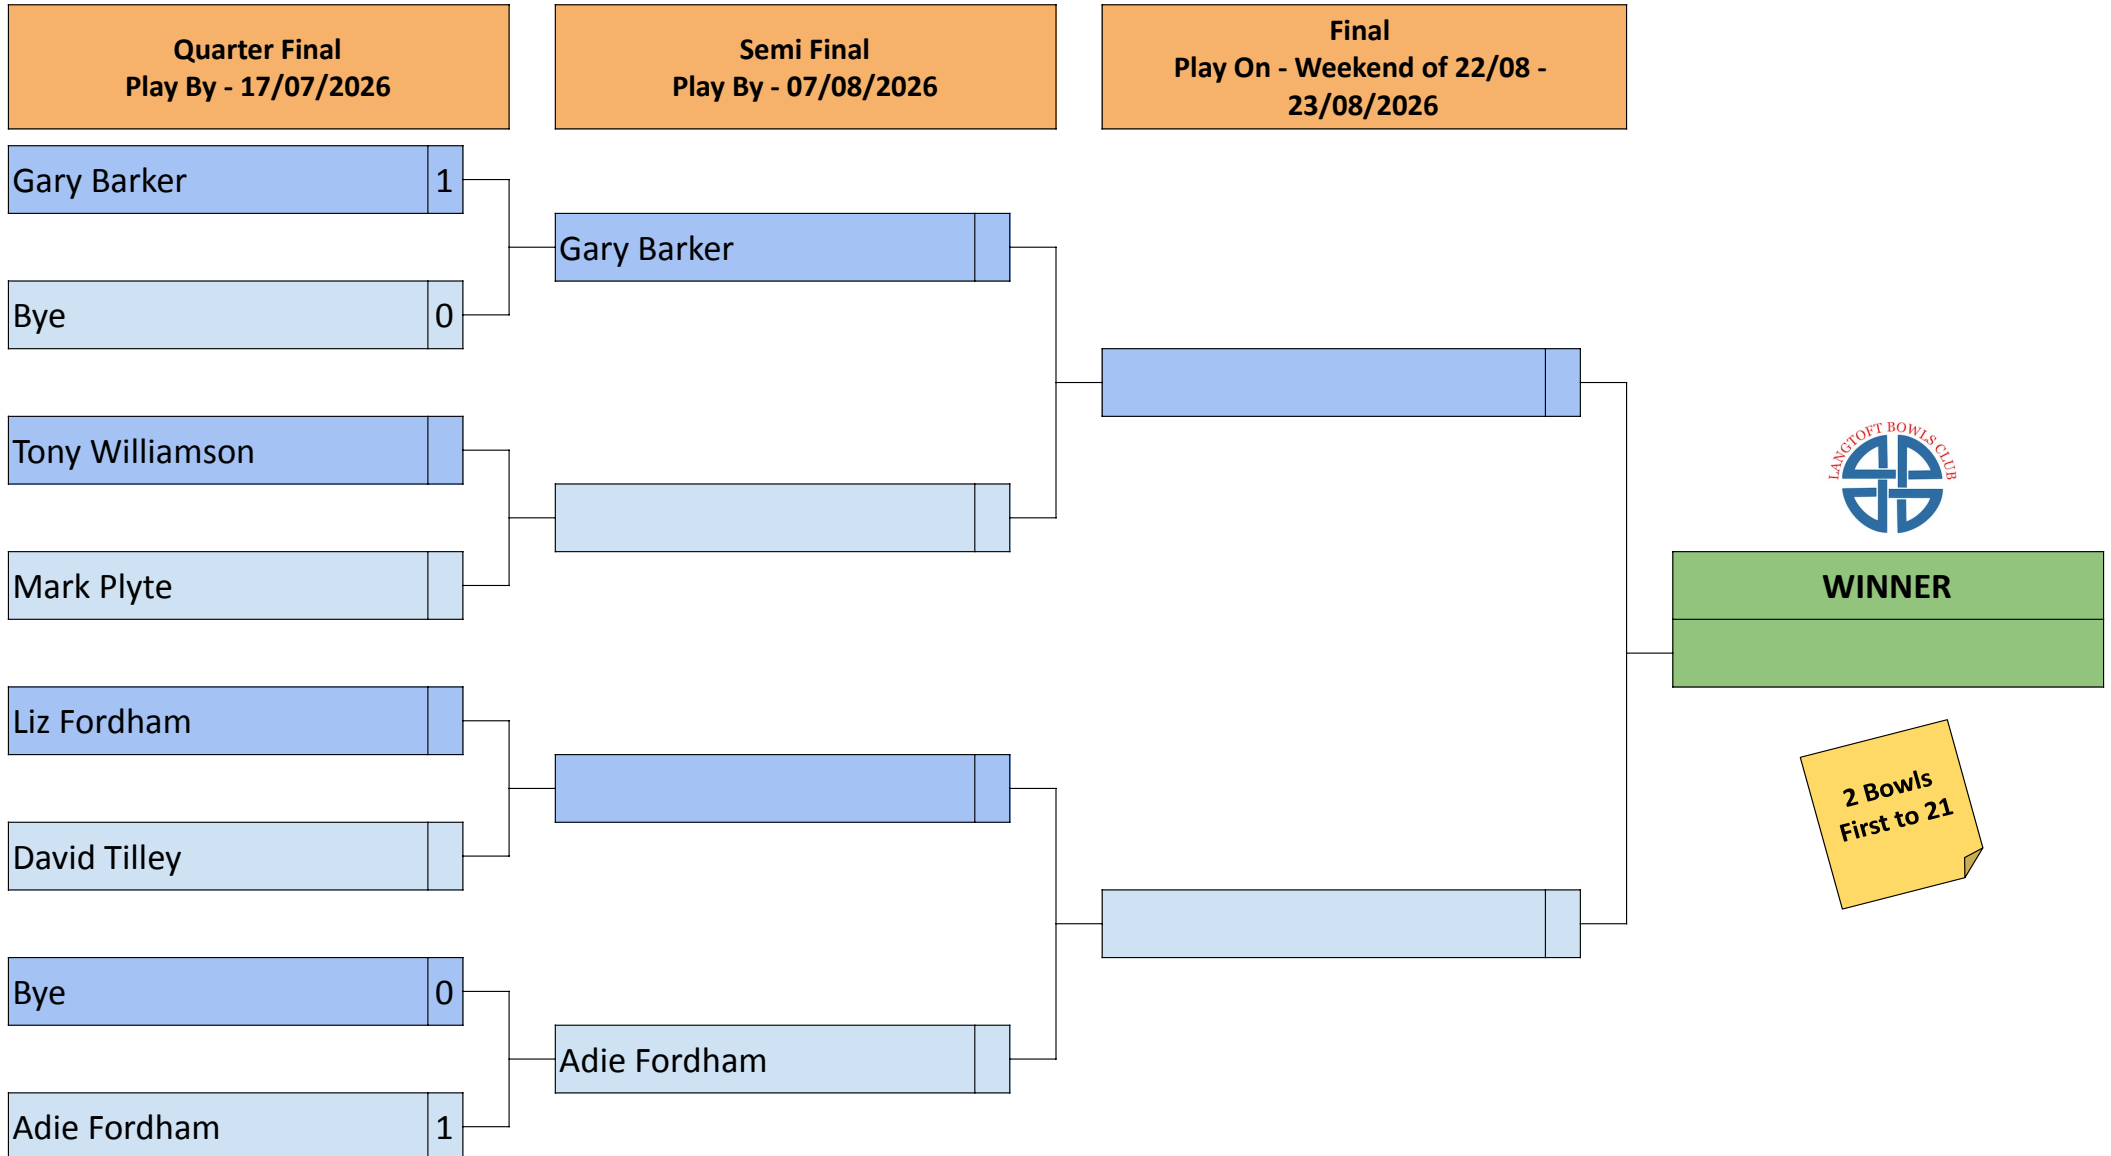 Quarter Final
Play By - 17/07/2026
Semi Final
Play By - 07/08/2026
Final
Play On - Weekend of 22/08 -
23/08/2026
Gary Barker 1
Bye 0
Tony Williamson
Mark Plyte
Liz Fordham
David Tilley
Bye 0
Adie Fordham 1
Gary Barker
Adie Fordham
LANGTOFT BOWLS CLUB
WINNER
2 Bowls
First to 21